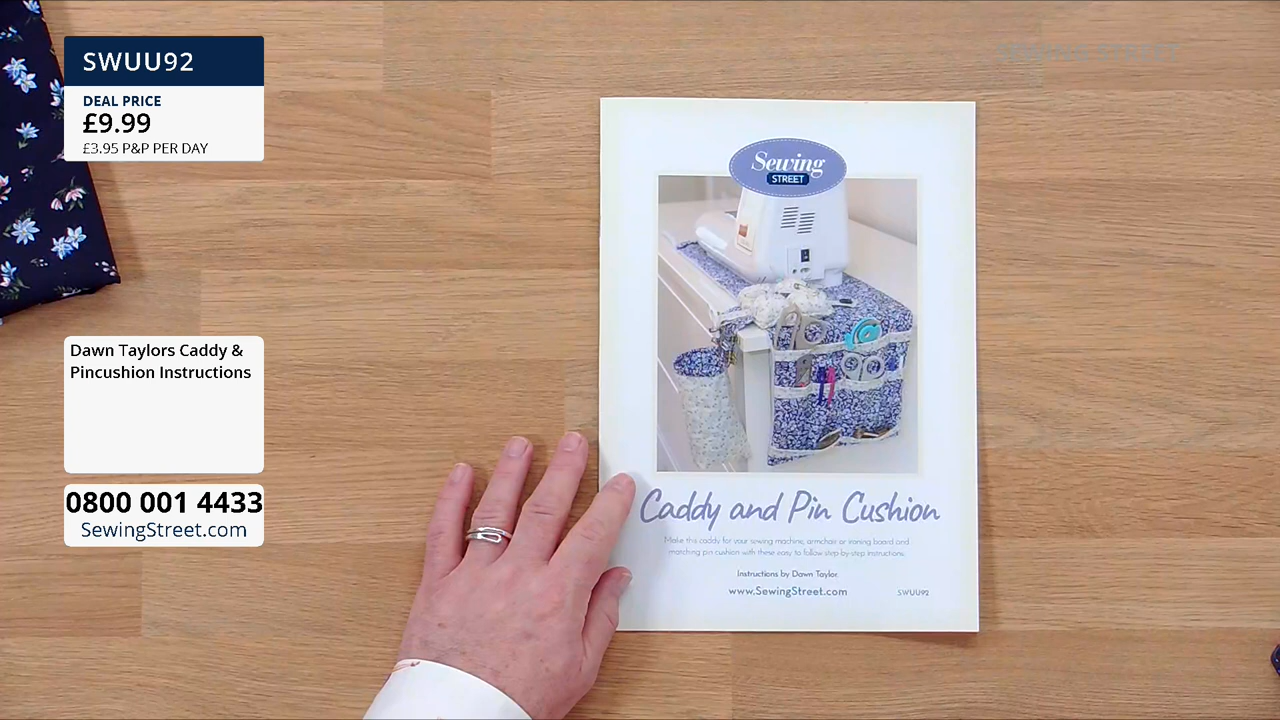 SEWING STREET
SWUU92
DEAL PRICE
£9.99
£3.95 P&P PER DAY
Dawn Taylors Caddy &
Pincushion Instructions
0800 001 4433
SewingStreet.com
Sewing
STREET
Caddy and Pin Cushion
Make this caddy for your sewing machine, armchair or ironing board and
matching pin cushion with these easy to follow step-by-step instructions.
Instructions by Dawn Taylor.
www.SewingStreet.com
SWUU92